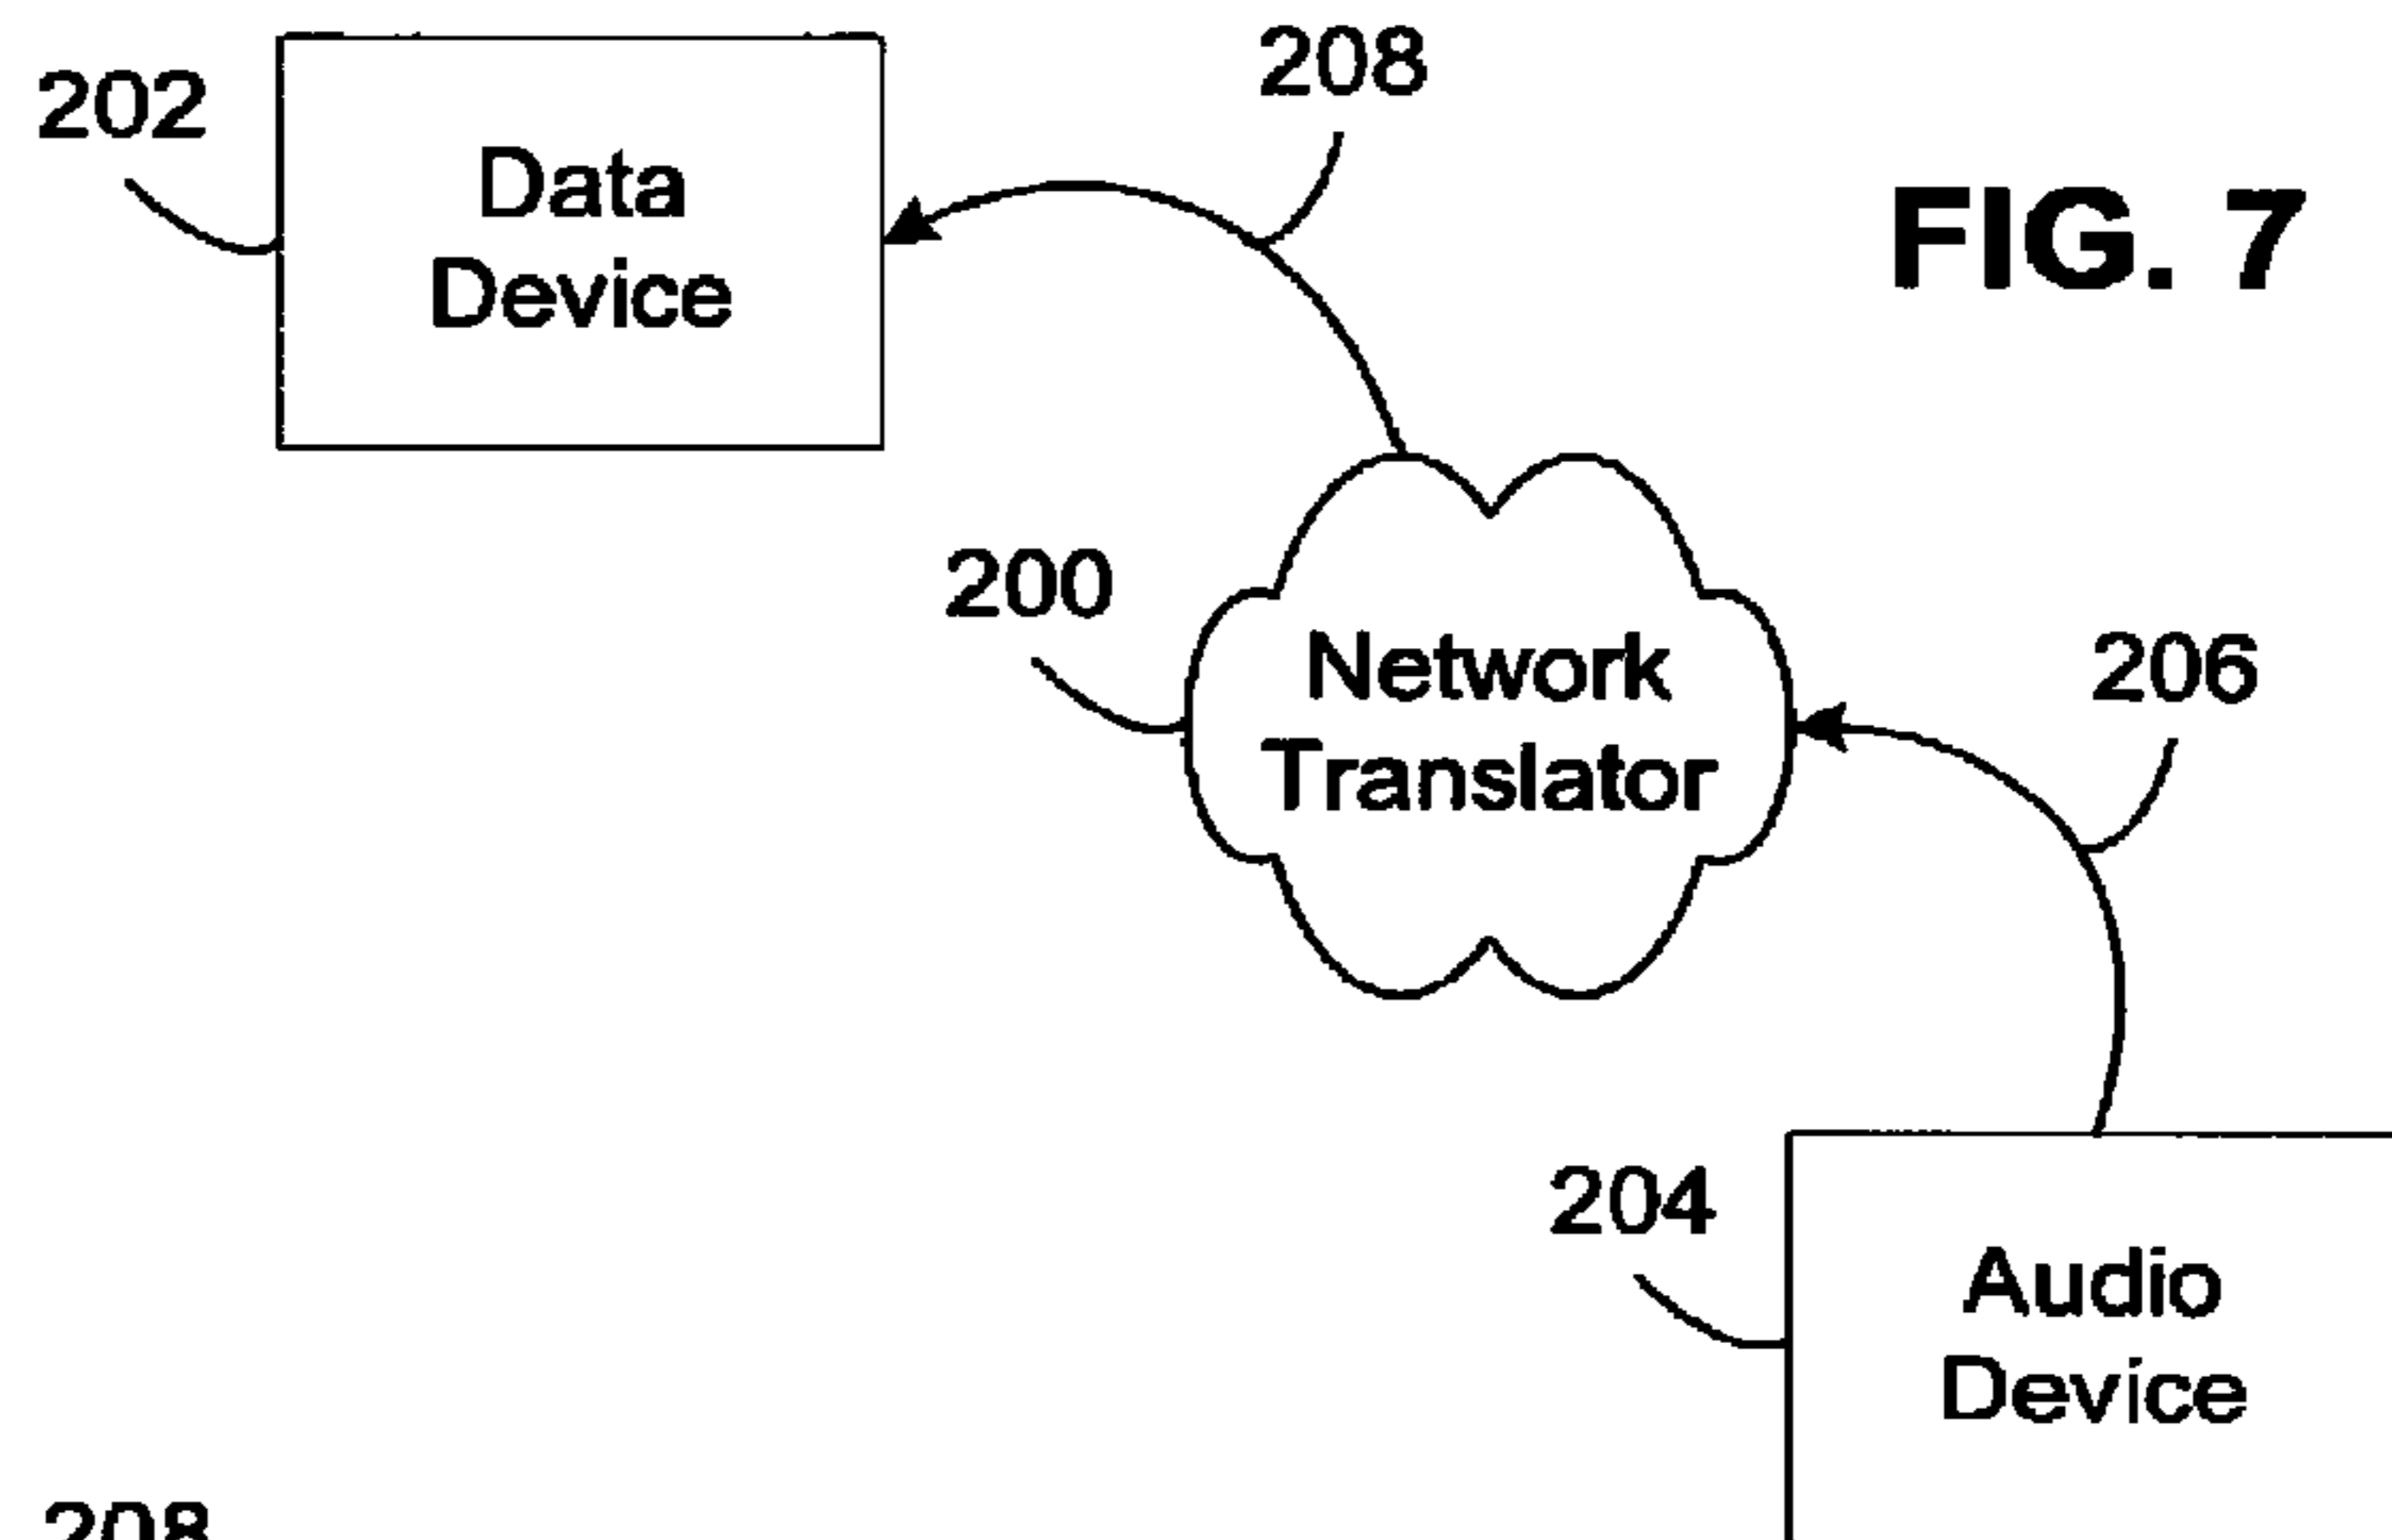 208
202
Data
Device
FIG. 7
200
Network
Translator
206
204
Audio
Device
208